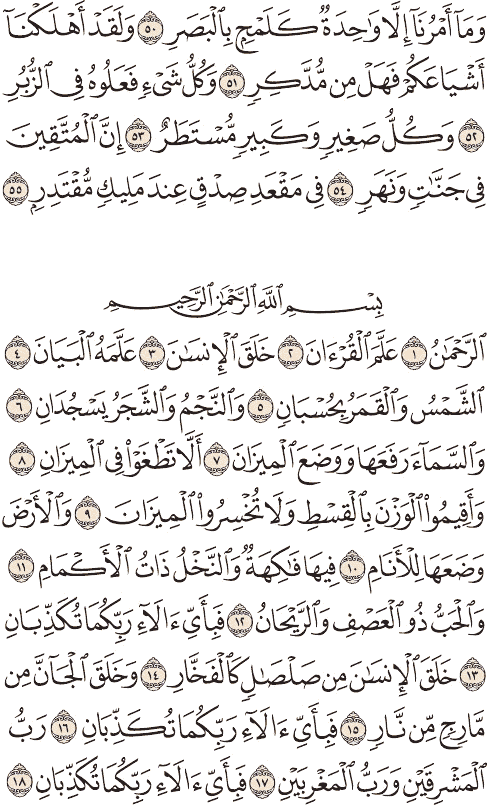 وَمَآ أَمْرُنَآ إِلَّا وَٰحِدَةٌ كَلَمْحٍۭ بِٱلْبَصَرِ ٥٠ وَلَقَدْ أَهْلَكْنَآ
أَشْيَاعَكُمْ فَهَلْ مِن مُّدَّكِرٍ ٥١ وَكُلُّ شَىْءٍ فَعَلُوهُ فِى ٱلزُّبُرِ
٥٢ وَكُلُّ صَغِيرٍ وَكَبِيرٍ مُّسْتَطَرٌ ٥٣ إِنَّ ٱلْمُتَّقِينَ
فِى جَنَّٰتٍ وَنَهَرٍ ٥٤ فِى مَقْعَدِ صِدْقٍ عِندَ مَلِيكٍ مُّقْتَدِرٍۭ ٥٥
بِسْمِ ٱللَّهِ ٱلرَّحْمَٰنِ ٱلرَّحِيمِ
ٱلرَّحْمَٰنُ ١ عَلَّمَ ٱلْقُرْءَانَ ٢ خَلَقَ ٱلْإِنسَٰنَ ٣ عَلَّمَهُ ٱلْبَيَانَ ٤
ٱلشَّمْسُ وَٱلْقَمَرُ بِحُسْبَانٍ ٥ وَٱلنَّجْمُ وَٱلشَّجَرُ يَسْجُدَانِ ٦
وَٱلسَّمَآءَ رَفَعَهَا وَوَضَعَ ٱلْمِيزَانَ ٧ أَلَّا تَطْغَوْا۟ فِى ٱلْمِيزَانِ ٨
وَأَقِيمُوا۟ ٱلْوَزْنَ بِٱلْقِسْطِ وَلَا تُخْسِرُوا۟ ٱلْمِيزَانَ ٩ وَٱلْأَرْضَ
وَضَعَهَا لِلْأَنَامِ ١٠ فِيهَا فَٰكِهَةٌ وَٱلنَّخْلُ ذَاتُ ٱلْأَكْمَامِ ١١
وَٱلْحَبُّ ذُو ٱلْعَصْفِ وَٱلرَّيْحَانُ ١٢ فَبِأَىِّ ءَالَآءِ رَبِّكُمَا تُكَذِّبَانِ
١٣ خَلَقَ ٱلْإِنسَٰنَ مِن صَلْصَٰلٍ كَٱلْفَخَّارِ ١٤ وَخَلَقَ ٱلْجَآنَّ مِن
مَّارِجٍ مِّن نَّارٍ ١٥ فَبِأَىِّ ءَالَآءِ رَبِّكُمَا تُكَذِّبَانِ ١٦ رَبُّ
ٱلْمَشْرِقَيْنِ وَرَبُّ ٱلْمَغْرِبَيْنِ ١٧ فَبِأَىِّ ءَالَآءِ رَبِّكُمَا تُكَذِّبَانِ ١٨